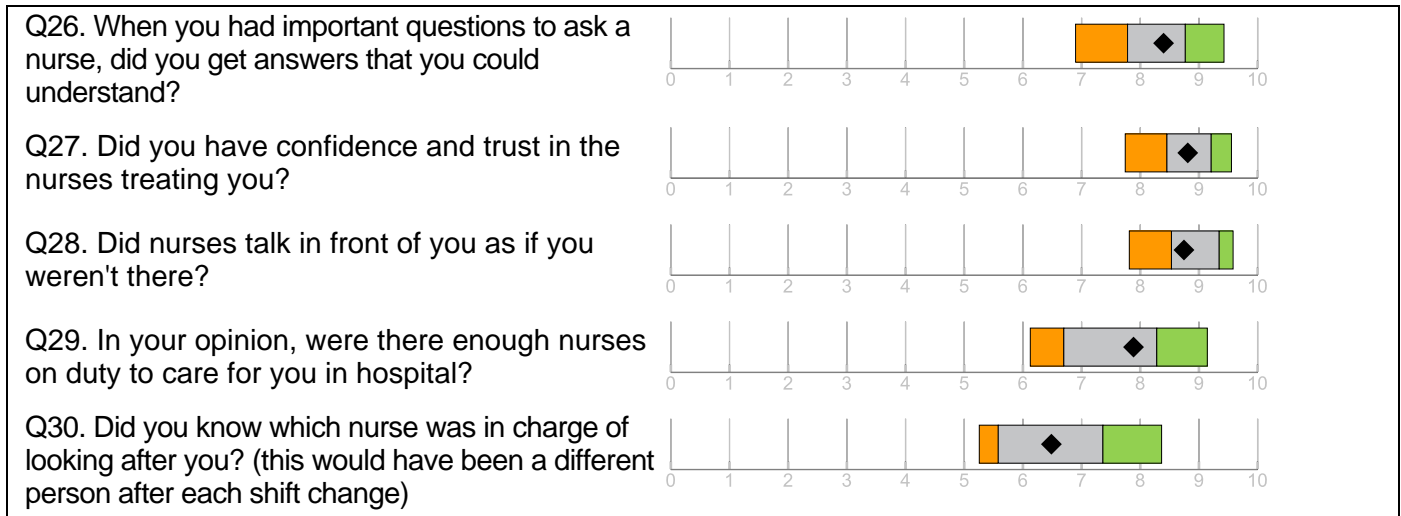 Q26. When you had important questions to ask a
nurse, did you get answers that you could
understand?
0 1 2 3 4 5 6 7 8 9 10
Q27. Did you have confidence and trust in the
nurses treating you?
0 1 2 3 4 5 6 7 8 9 10
Q28. Did nurses talk in front of you as if you
weren't there?
0 1 2 3 4 5 6 7 8 9 10
Q29. In your opinion, were there enough nurses
on duty to care for you in hospital?
0 1 2 3 4 5 6 7 8 9 10
Q30. Did you know which nurse was in charge of
looking after you? (this would have been a different
person after each shift change)
0 1 2 3 4 5 6 7 8 9 10